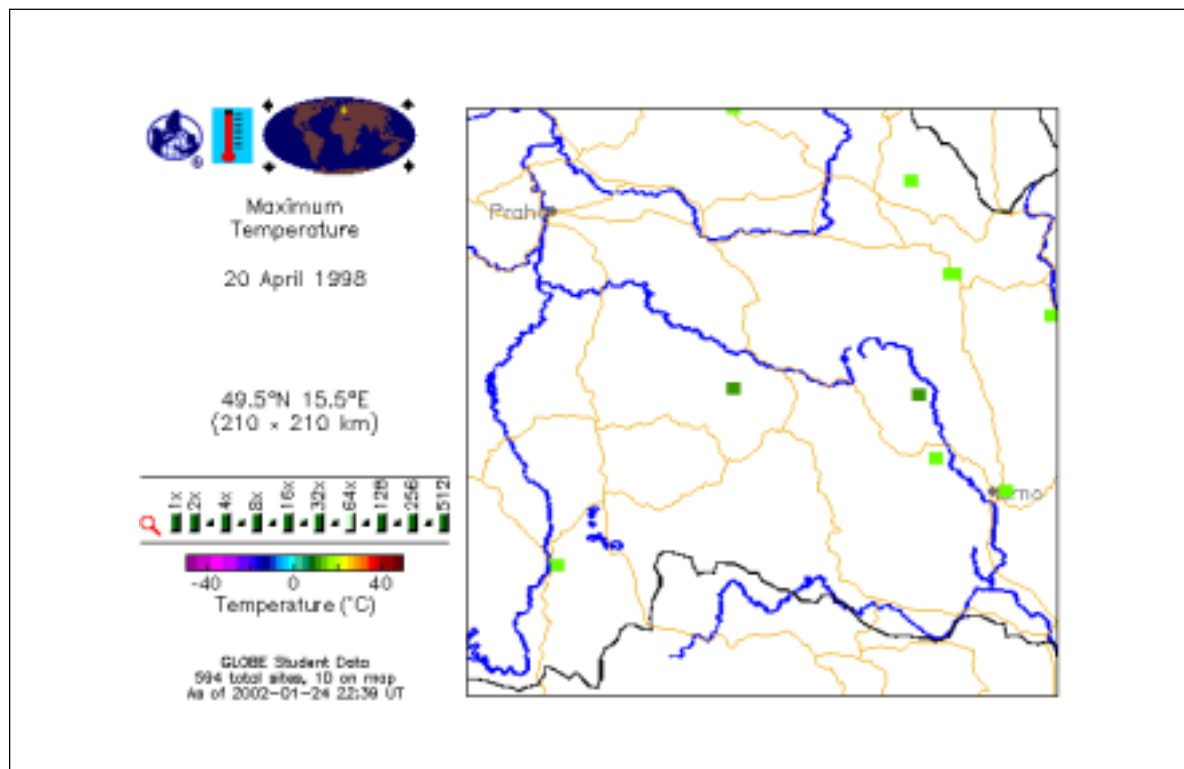 ®
Maximum
Temperature
20 April 1998
49.5°N 15.5°E
(210 × 210 km)
1x
2x
4x
8x
16x
32x
64x
128
256
512
-40 0 40
Temperature (°C)
GLOBE Student Data
594 total sites, 10 on map
As of 2002-01-24 22:39 UT
Praha
Brno